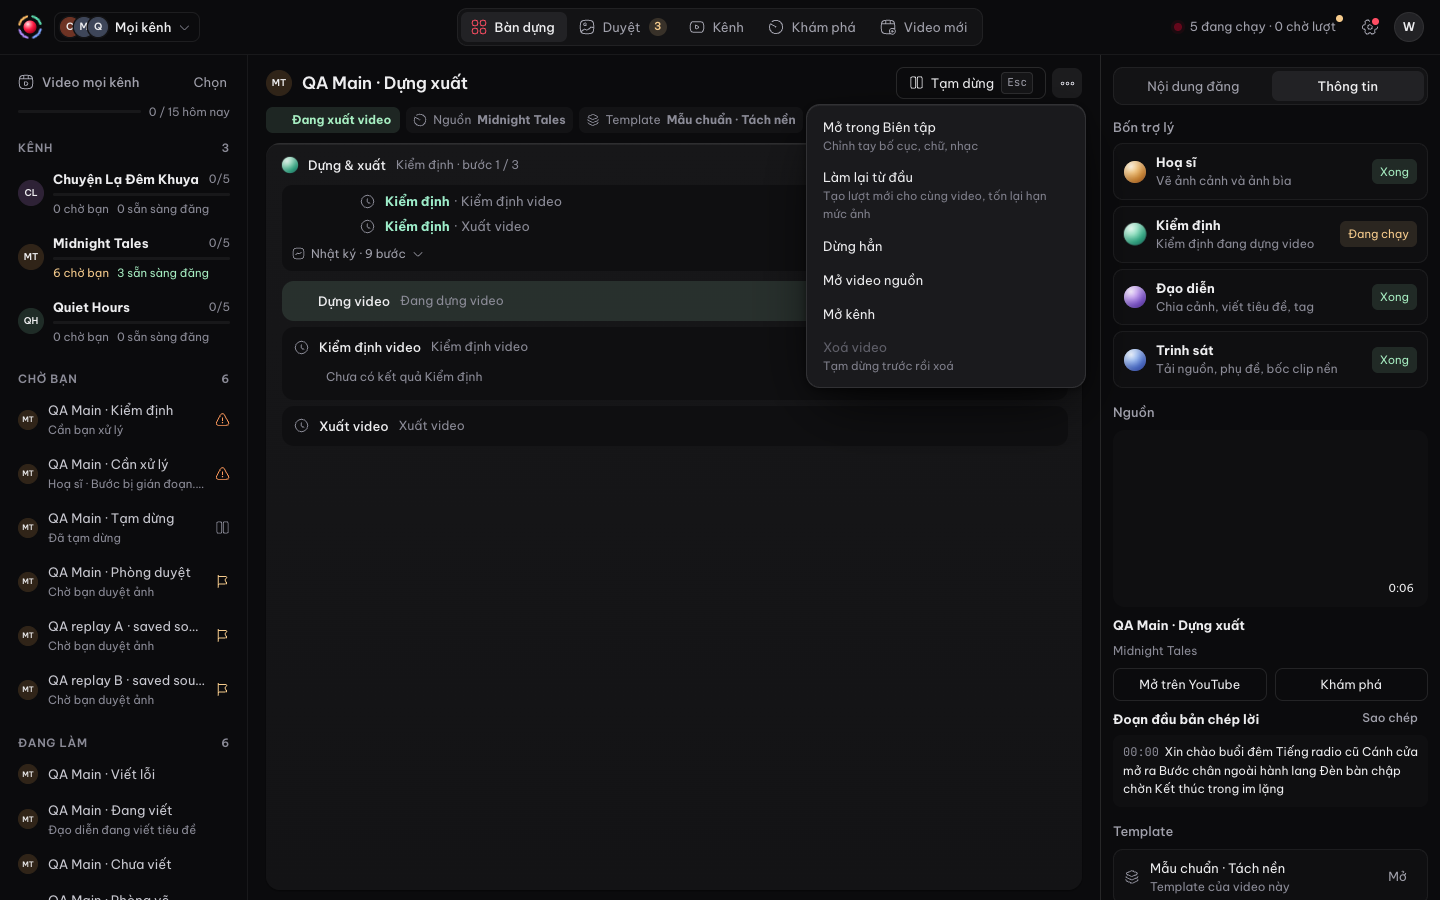 C M Q Mọi kênh
Bàn dựng
Duyệt 3
Kênh
Khám phá
Video mới
5 đang chạy · 0 chờ lượt
W
Video mọi kênh
Chọn
0 / 15 hôm nay
KÊNH 3
CL
Chuyện Lạ Đêm Khuya 0/5
0 chờ bạn 0 sẵn sàng đăng
MT
Midnight Tales 0/5
6 chờ bạn 3 sẵn sàng đăng
QH
Quiet Hours 0/5
0 chờ bạn 0 sẵn sàng đăng
CHỜ BẠN 6
MT
QA Main · Kiểm định
Cần bạn xử lý
MT
QA Main · Cần xử lý
Hoạ sĩ · Bước bị gián đoạn....
MT
QA Main · Tạm dừng
Đã tạm dừng
MT
QA Main · Phòng duyệt
Chờ bạn duyệt ảnh
MT
QA replay A · saved so...
Chờ bạn duyệt ảnh
MT
QA replay B · saved sou...
Chờ bạn duyệt ảnh
ĐANG LÀM 6
MT
QA Main · Viết lỗi
MT
QA Main · Đang viết
Đạo diễn đang viết tiêu đề
MT
QA Main · Chưa viết
QA Main · Phòng vẽ
MT
QA Main · Dựng xuất
Tạm dừng Esc
Đang xuất video
Nguồn Midnight Tales
Template Mẫu chuẩn · Tách nền
Dựng & xuất Kiểm định · bước 1 / 3
Kiểm định · Kiểm định video
Kiểm định · Xuất video
Nhật ký · 9 bước
Dựng video Đang dựng video
Kiểm định video Kiểm định video
Chưa có kết quả Kiểm định
Xuất video Xuất video
Mở trong Biên tập
Chỉnh tay bố cục, chữ, nhạc
Làm lại từ đầu
Tạo lượt mới cho cùng video, tốn lại hạn
mức ảnh
Dừng hẳn
Mở video nguồn
Mở kênh
Xoá video
Tạm dừng trước rồi xoá
Nội dung đăng
Thông tin
Bốn trợ lý
Hoạ sĩ
Vẽ ảnh cảnh và ảnh bìa
Xong
Kiểm định
Kiểm định đang dựng video
Đang chạy
Đạo diễn
Chia cảnh, viết tiêu đề, tag
Xong
Trinh sát
Tải nguồn, phụ đề, bốc clip nền
Xong
Nguồn
0:06
QA Main · Dựng xuất
Midnight Tales
Mở trên YouTube
Khám phá
Đoạn đầu bản chép lời
Sao chép
00:00 Xin chào buổi đêm Tiếng radio cũ Cánh cửa
mở ra Bước chân ngoài hành lang Đèn bàn chập
chờn Kết thúc trong im lặng
Template
Mẫu chuẩn · Tách nền
Template của video này
Mở